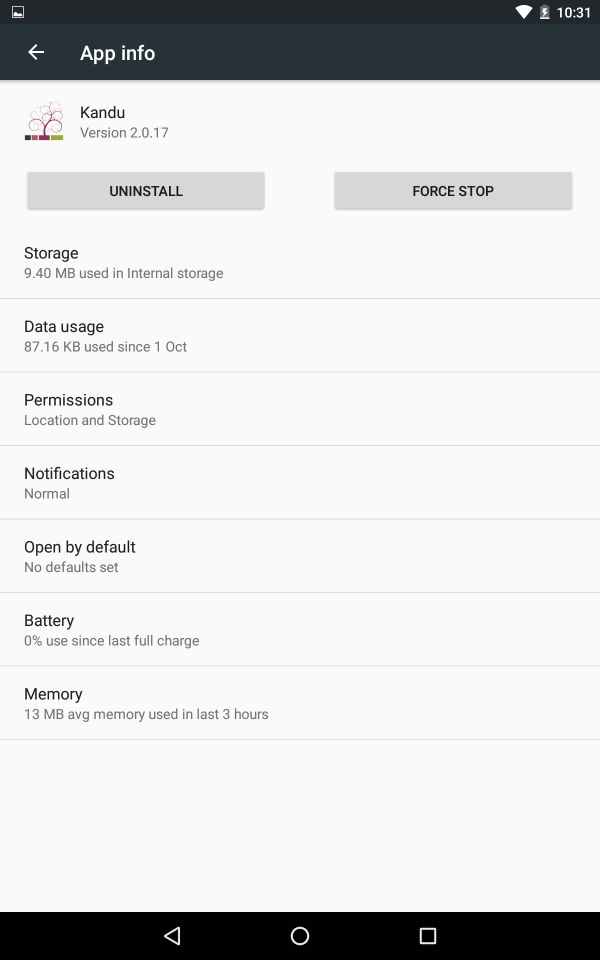 10:31
App info
Kandu
Version 2.0.17
UNINSTALL
FORCE STOP
Storage
9.40 MB used in Internal storage
Data usage
87.16 KB used since 1 Oct
Permissions
Location and Storage
Notifications
Normal
Open by default
No defaults set
Battery
0% use since last full charge
Memory
13 MB avg memory used in last 3 hours